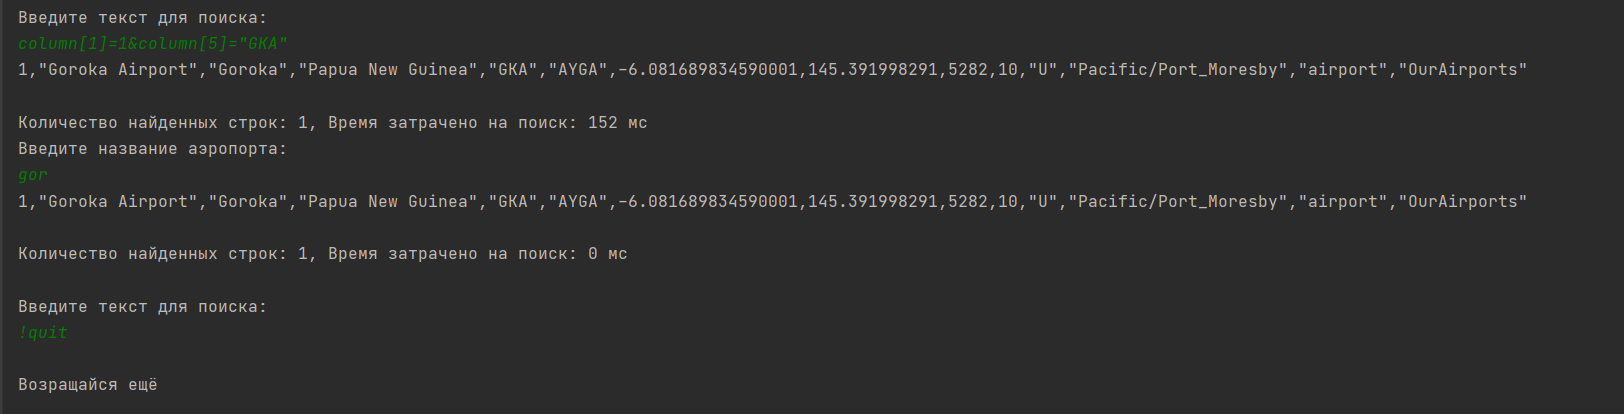 Введите текст для поиска:
column[1]=1&column[5]="GKA"
1,"Goroka Airport","Goroka","Papua New Guinea","GKA","AYGA",-6.081689834590001,145.391998291,5282,10,"U","Pacific/Port_Moresby","airport","OurAirports"
Количество найденных строк: 1, Время затрачено на поиск: 152 мс
Введите название аэропорта:
gor
1,"Goroka Airport","Goroka","Papua New Guinea","GKA","AYGA",-6.081689834590001,145.391998291,5282,10,"U","Pacific/Port_Moresby","airport","OurAirports"
Количество найденных строк: 1, Время затрачено на поиск: 0 мс
Введите текст для поиска:
!quit
Возращайся ещё